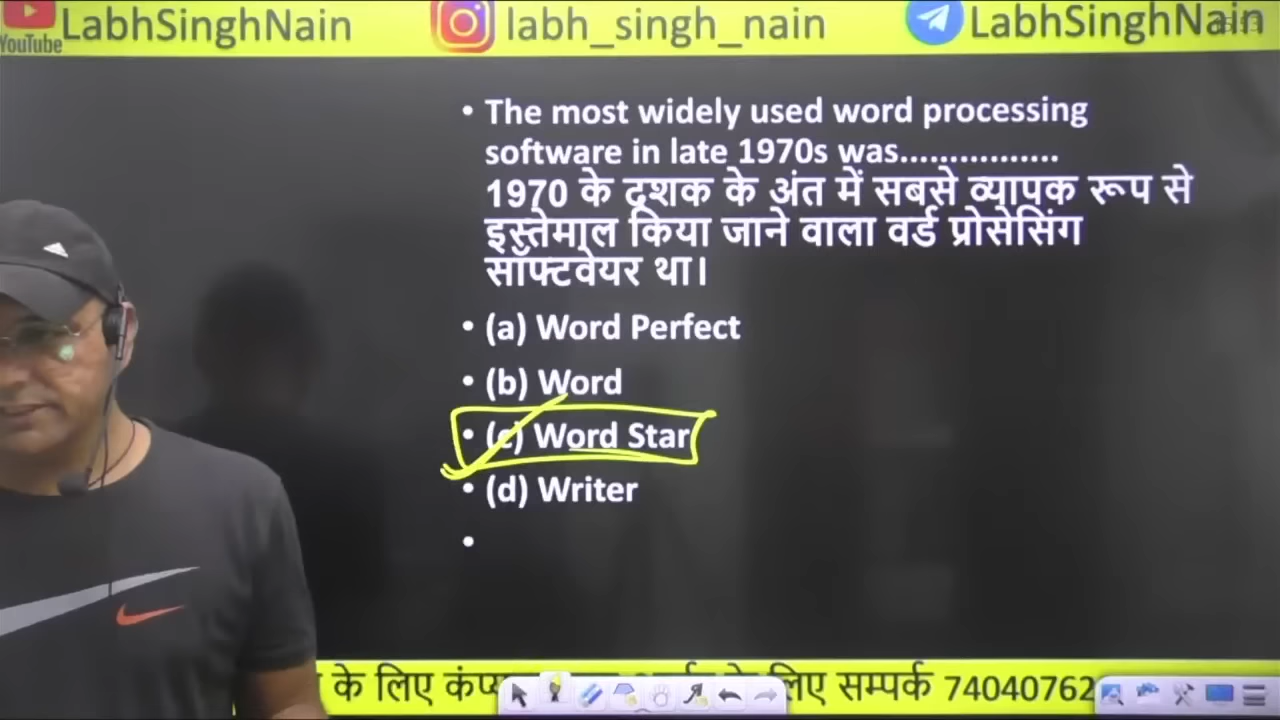 YouTube LabhSinghNain labh_singh_nain LabhSinghNain
• The most widely used word processing
software in late 1970s was................
1970 के दशक के अंत में सबसे व्यापक रूप से
इस्तेमाल किया जाने वाला वर्ड प्रोसेसिंग
सॉफ्टवेयर था।
• (a) Word Perfect
• (b) Word
• (c) Word Star
• (d) Writer
•
के लिए लिए सम्पर्क 74040762